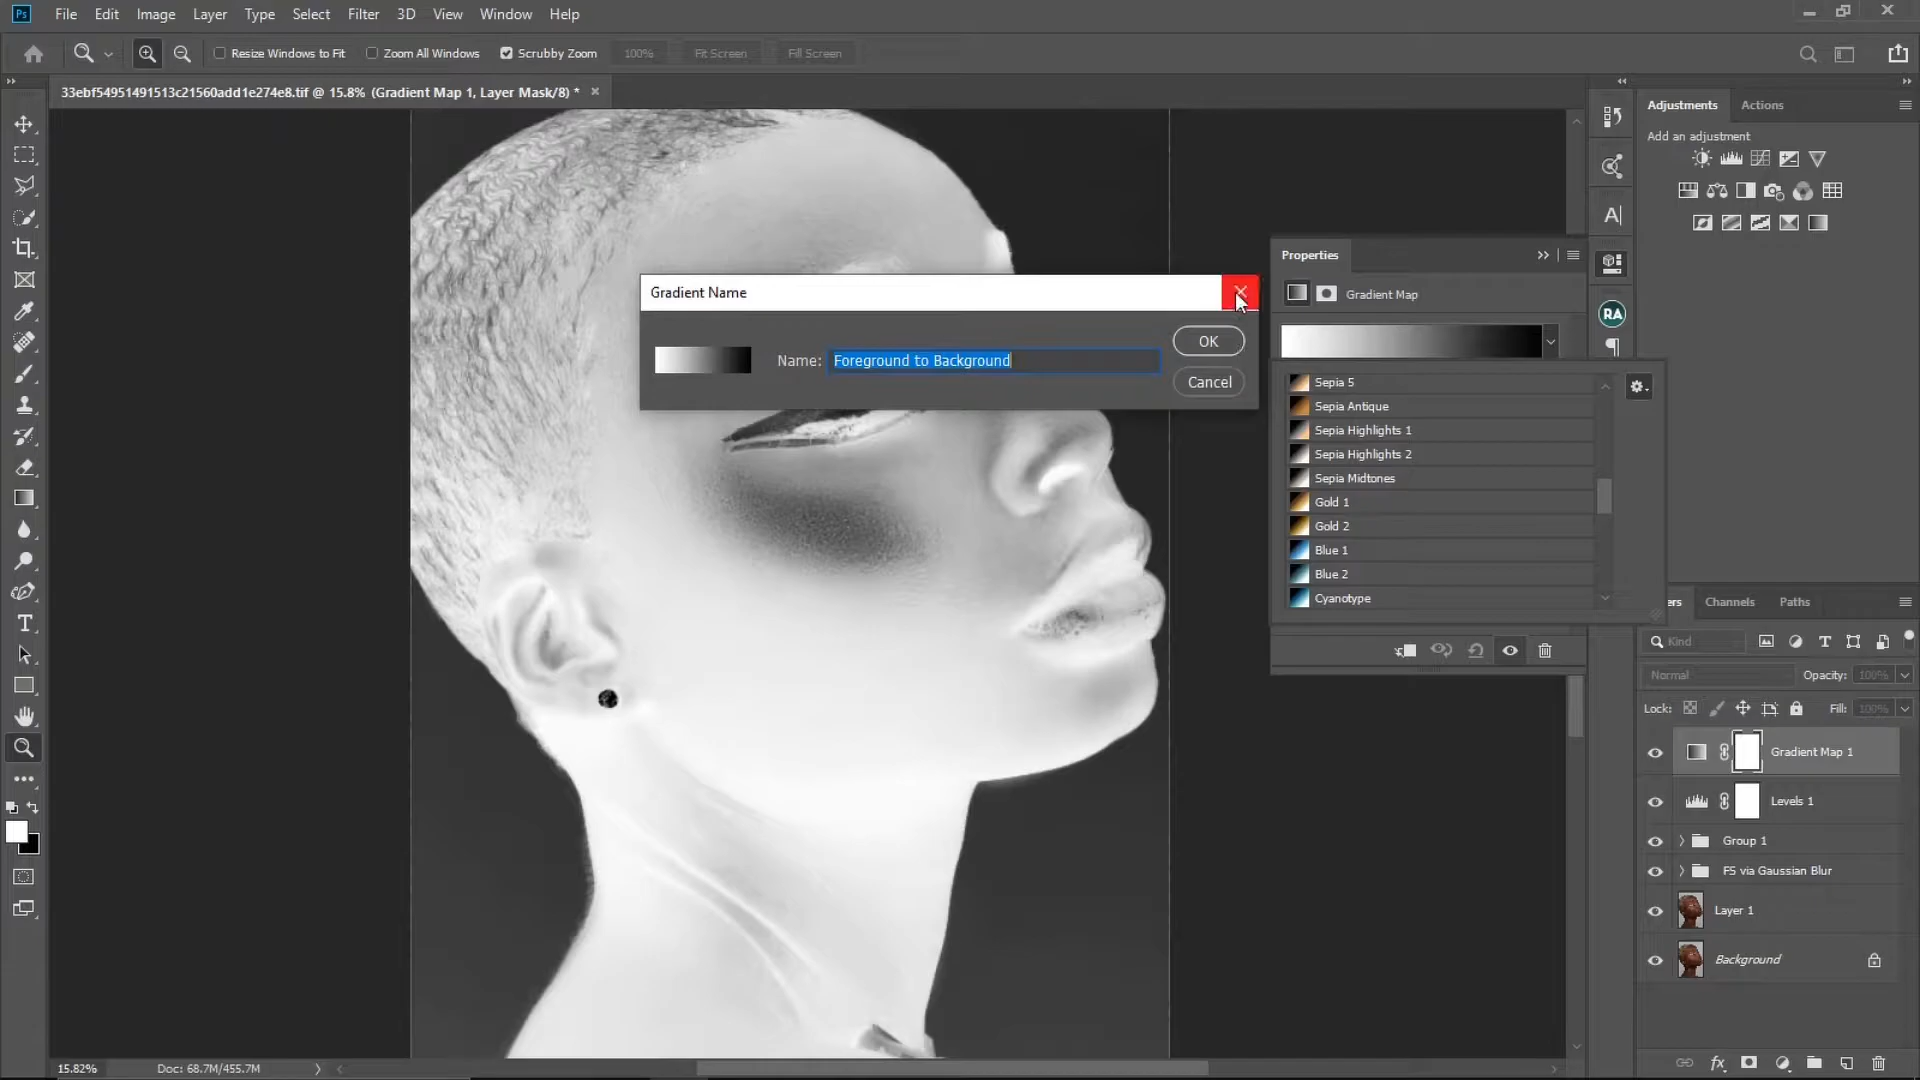 Ps File Edit Image Layer Type Select Filter 3D View Window Help
Resize Windows to Fit Zoom All Windows Scrubby Zoom 100% Fit Screen Fill Screen
33ebf54951491513c21560add1e274e8.tif @ 15.8% (Gradient Map 1, Layer Mask/8) *
Adjustments Actions
Add an adjustment
Properties
Gradient Map
RA
Gradient Name
Name: Foreground to Background
OK
Cancel
Sepia 5
Sepia Antique
Sepia Highlights 1
Sepia Highlights 2
Sepia Midtones
Gold 1
Gold 2
Blue 1
Blue 2
Cyanotype
Channels Paths
Kind
Normal Opacity: 100%
Lock: Fill: 100%
Gradient Map 1
Levels 1
Group 1
FS via Gaussian Blur
Layer 1
Background
15.82% Doc: 68.7M/455.7M